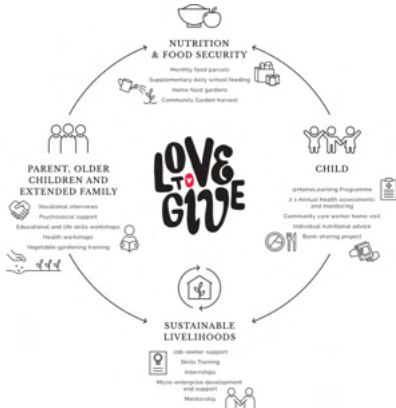 NUTRITION
& FOOD SECURITY
Monthly food parcels
Supplementary daily school feeding
Home food gardens
Community Garden harvest
PARENT, OLDER
CHILDREN AND
EXTENDED FAMILY
Vocational interviews
Psychosocial support
Educational and life skills workshops
Health workshops
Vegetable-gardening training
LOVE
TO
GIVE
CHILD
@HomeLearning Programme
2 x Annual health assessments
and monitoring
Community care worker home visit
Individual nutritional advice
Book-sharing project
SUSTAINABLE
LIVELIHOODS
Job-seeker support
Skills Training
Internships
Micro-enterprise development
and support
Mentorship